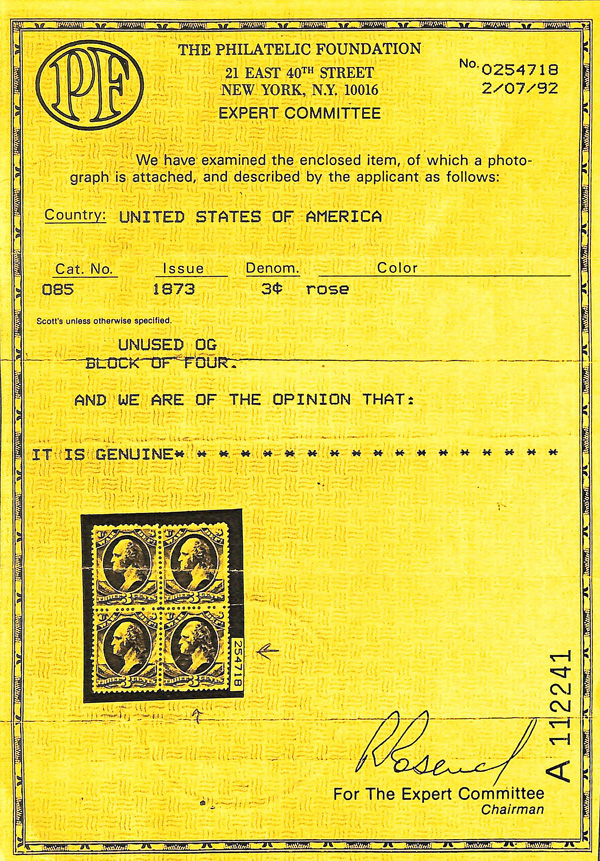 PF
THE PHILATELIC FOUNDATION
21 EAST 40TH STREET
NEW YORK, N.Y. 10016
EXPERT COMMITTEE
No. 0254718
2/07/92
We have examined the enclosed item, of which a photo-
graph is attached, and described by the applicant as follows:
Country: UNITED STATES OF AMERICA
Cat. No. Issue Denom. Color
O85 1873 3¢ rose
Scott's unless otherwise specified.
UNUSED OG
BLOCK OF FOUR.
AND WE ARE OF THE OPINION THAT:
IT IS GENUINE* * * * * * * * * * * * * * * * * *
254718
A 112241
For The Expert Committee
Chairman